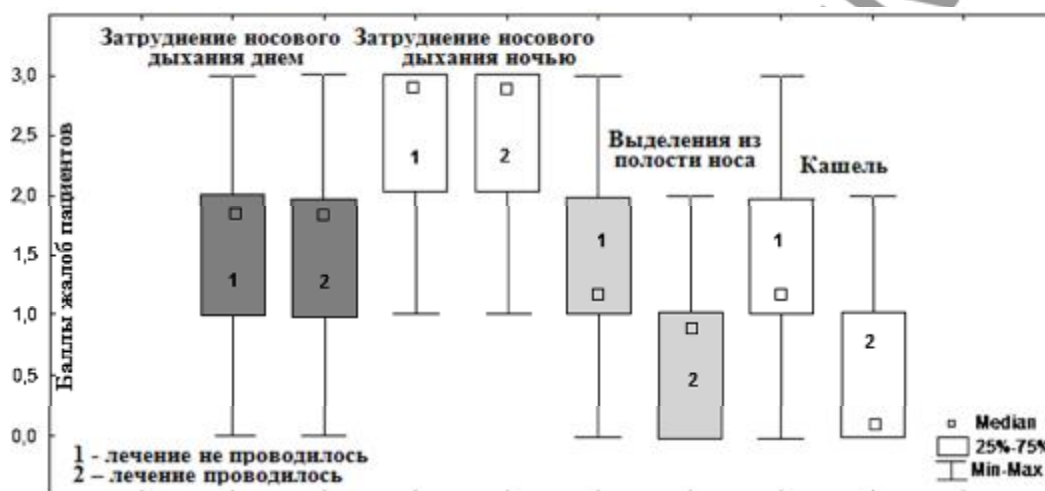 Затруднение носового
дыхания днем
Затруднение носового
дыхания ночью
Выделения из
полости носа
Кашель
Баллы жалоб пациентов
3,0
2,5
2,0
1,5
1,0
0,5
0,0
1
2
1
2
1
2
1
2
1 - лечение не проводилось
2 – лечение проводилось
Median
25%-75%
Min-Max